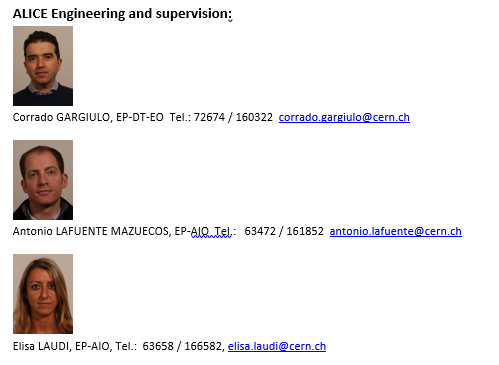 ALICE Engineering and supervision:
Corrado GARGIULO, EP-DT-EO  Tel.: 72674 / 160322  corrado.gargiulo@cern.ch
Antonio LAFUENTE MAZUECOS, EP-AIO  Tel.:  63472 / 161852  antonio.lafuente@cern.ch
Elisa LAUDI, EP-AIO, Tel.:  63658 / 166582, elisa.laudi@cern.ch